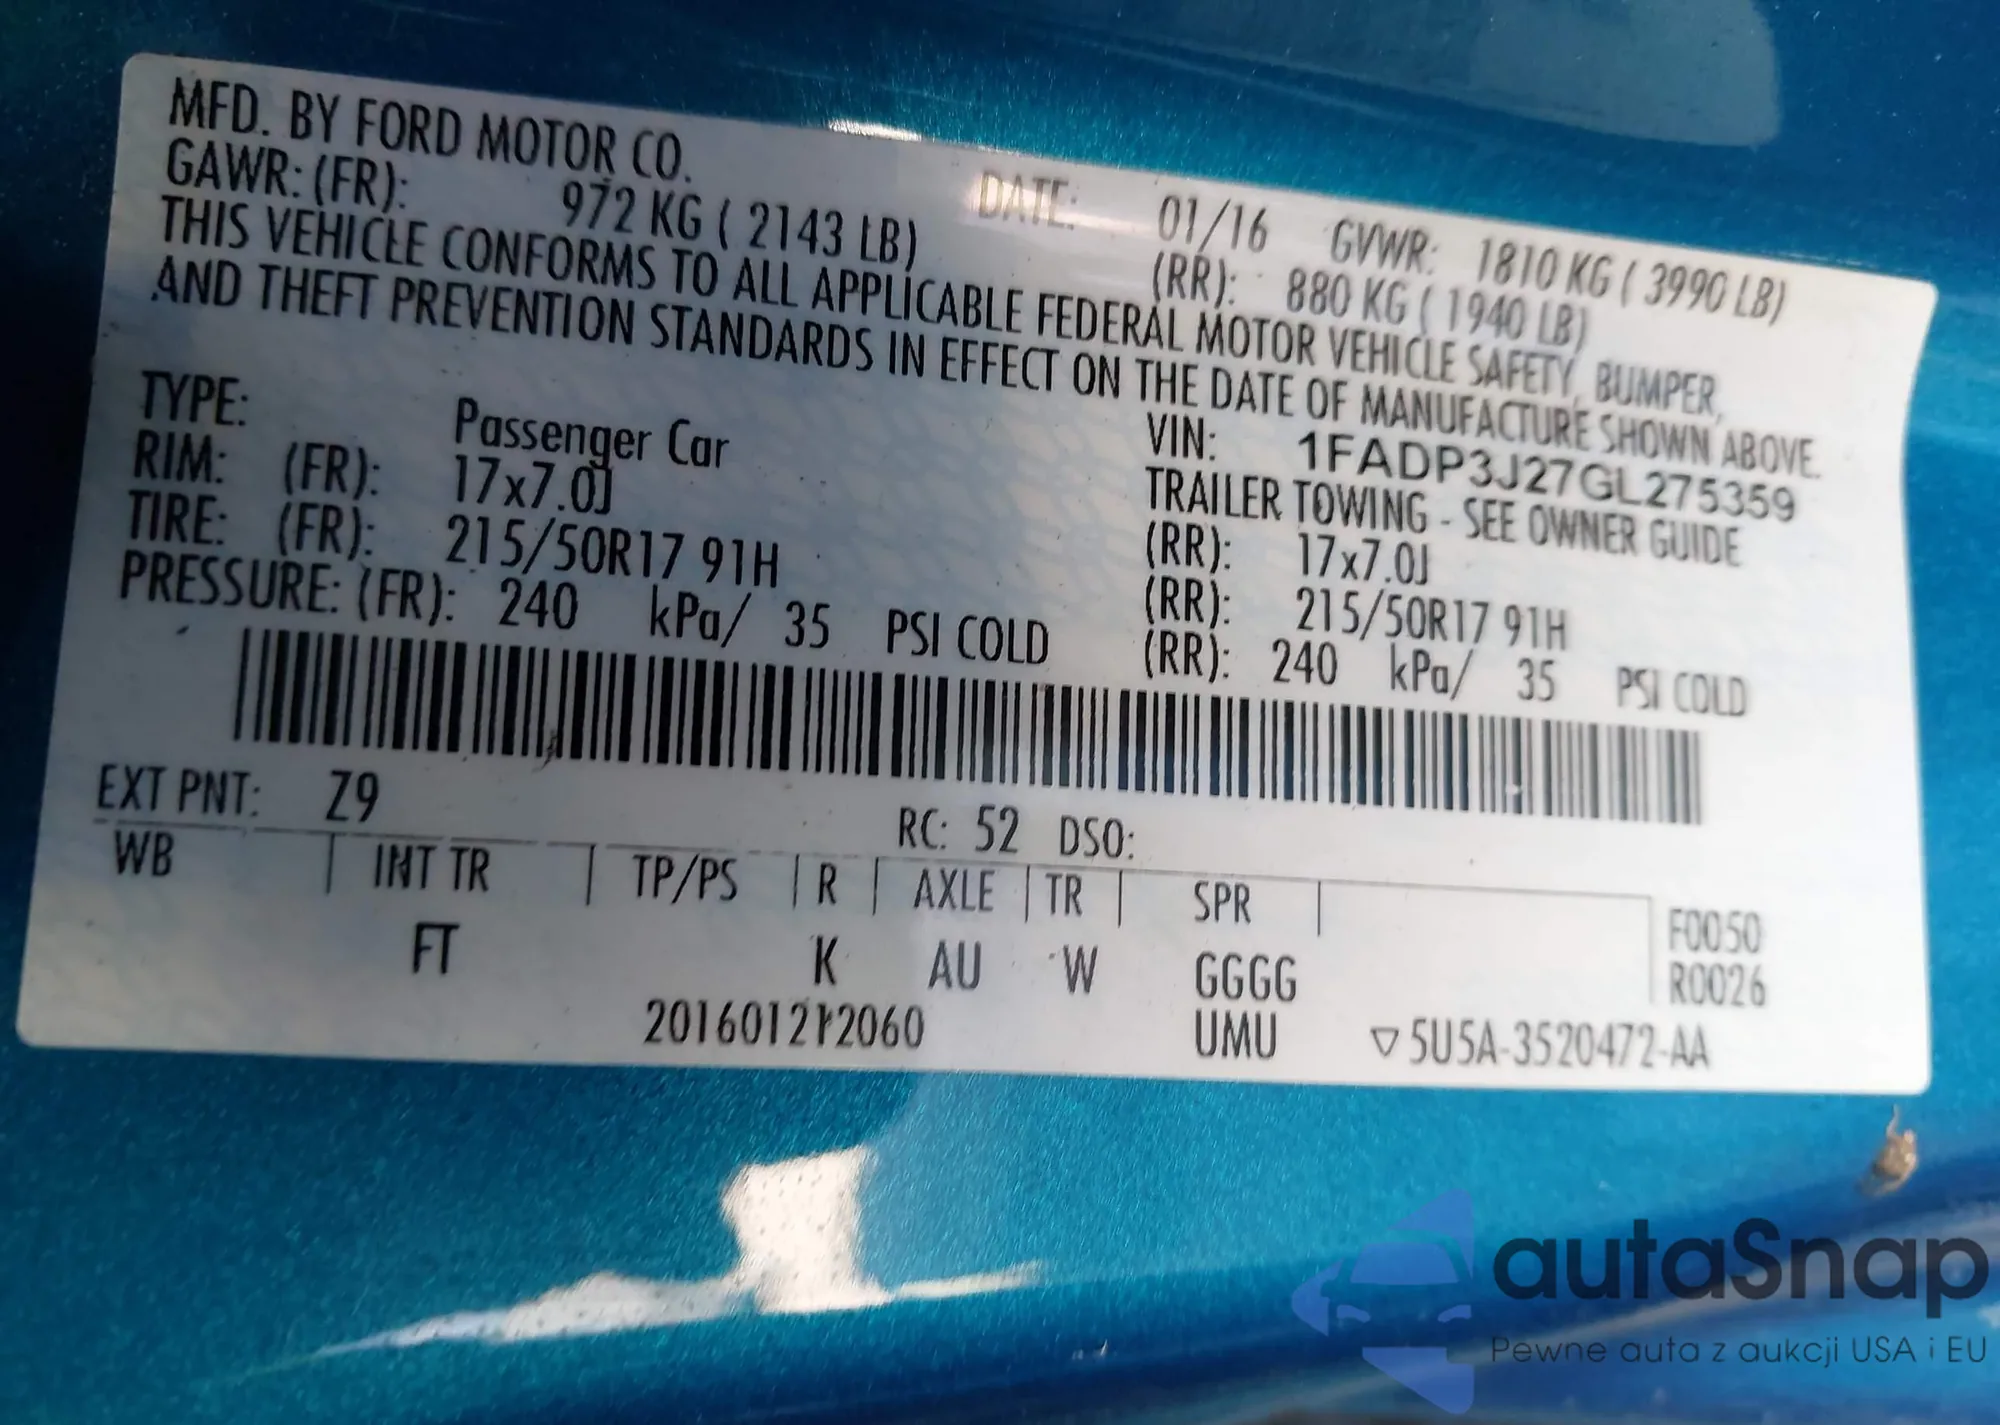 MFD. BY FORD MOTOR CO. DATE: 01/16 GVWR: 1810 KG ( 3990 LB)
GAWR: (FR): 972 KG ( 2143 LB) (RR): 880 KG ( 1940 LB)
THIS VEHICLE CONFORMS TO ALL APPLICABLE FEDERAL MOTOR VEHICLE SAFETY, BUMPER,
AND THEFT PREVENTION STANDARDS IN EFFECT ON THE DATE OF MANUFACTURE SHOWN ABOVE.
TYPE: Passenger Car VIN: 1FADP3J27GL275359
TRAILER TOWING - SEE OWNER GUIDE
RIM: (FR): 17x7.0J (RR): 17x7.0J
TIRE: (FR): 215/50R17 91H (RR): 215/50R17 91H
PRESSURE: (FR): 240 kPa/ 35 PSI COLD (RR): 240 kPa/ 35 PSI COLD
EXT PNT: Z9 RC: 52 DSO:
WB | INT TR | TP/PS | R | AXLE | TR | SPR | F0050
FT K AU W GGGG R0026
201601212060 UMU ▽ 5U5A-3520472-AA
autaSnap
Pewne auta z aukcji USA i EU